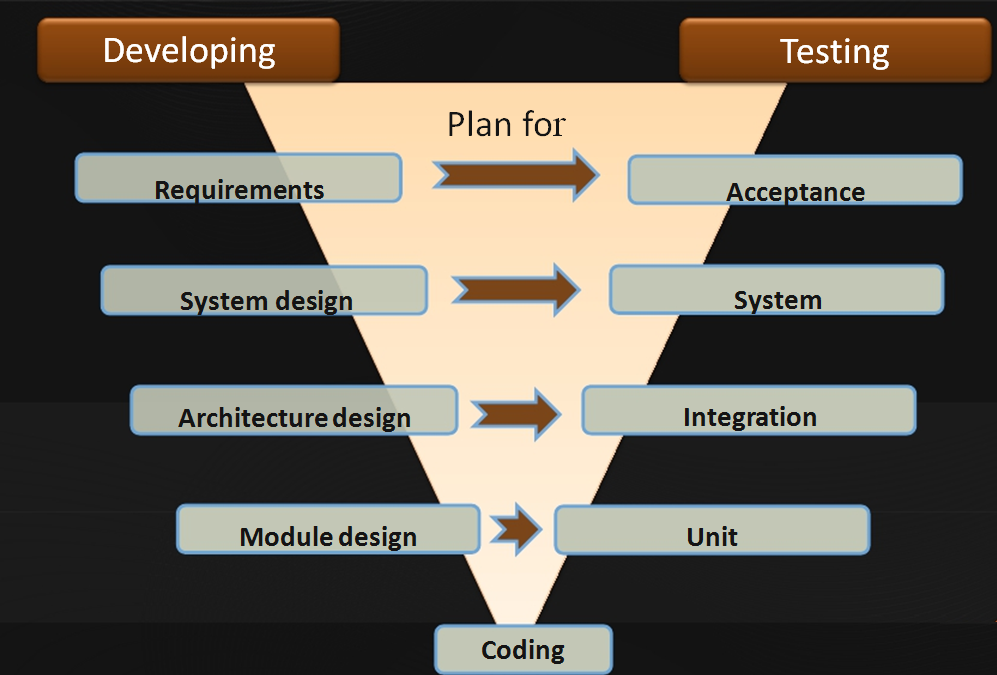 Developing
Testing
Plan for
Requirements
Acceptance
System design
System
Architecture design
Integration
Module design
Unit
Coding